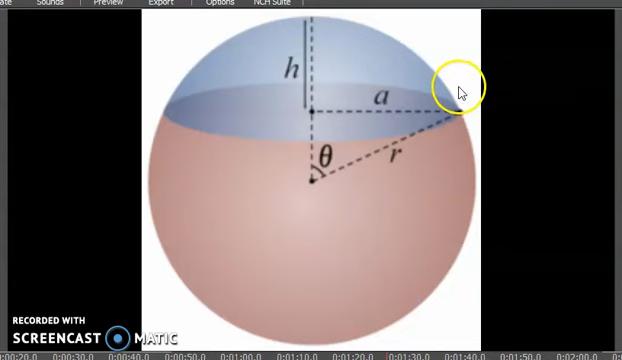 Sounds Preview Export Options NCH Suite
h
a
θ
r
RECORDED WITH
SCREENCAST MATIC
0:00:30.0 0:00:40.0 0:00:50.0 0:01:00.0 0:01:10.0 0:01:20.0 0:01:30.0 0:01:40.0 0:01:50.0 0:02:00.0